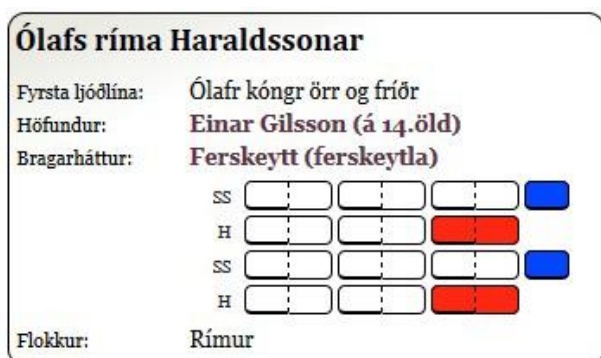 Ólafs ríma Haraldssonar
Fyrsta ljóðlína: Ólafr kóngr örr og fríðr
Höfundur: Einar Gilsson (á 14.öld)
Bragarháttur: Ferskeytt (ferskeytla)
SS
H
SS
H
Flokkur: Rímur